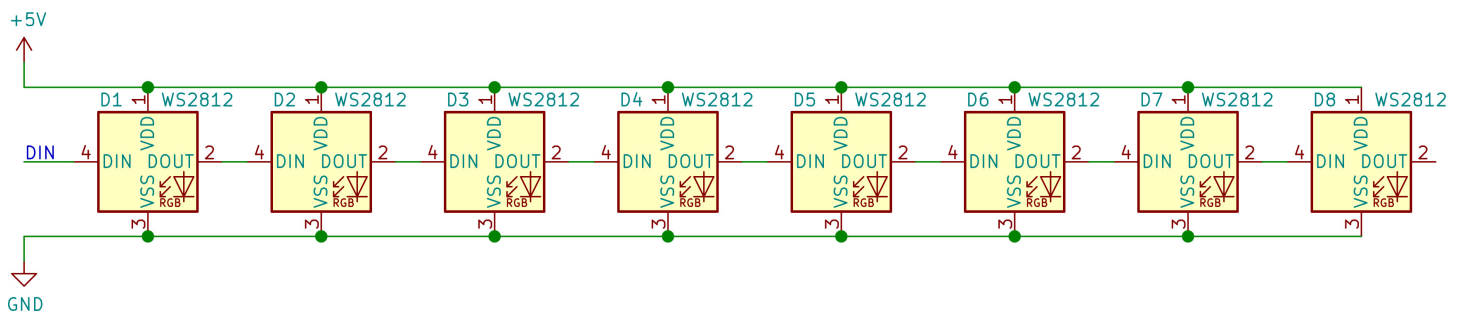 +5V
D1 1 WS2812 D2 1 WS2812 D3 1 WS2812 D4 1 WS2812 D5 1 WS2812 D6 1 WS2812 D7 1 WS2812 D8 1 WS2812
VDD VDD VDD VDD VDD VDD VDD VDD
DIN 4 DIN DOUT 2 4 DIN DOUT 2 4 DIN DOUT 2 4 DIN DOUT 2 4 DIN DOUT 2 4 DIN DOUT 2 4 DIN DOUT 2 4 DIN DOUT 2
VSS RGB VSS RGB VSS RGB VSS RGB VSS RGB VSS RGB VSS RGB VSS RGB
3 3 3 3 3 3 3 3
GND